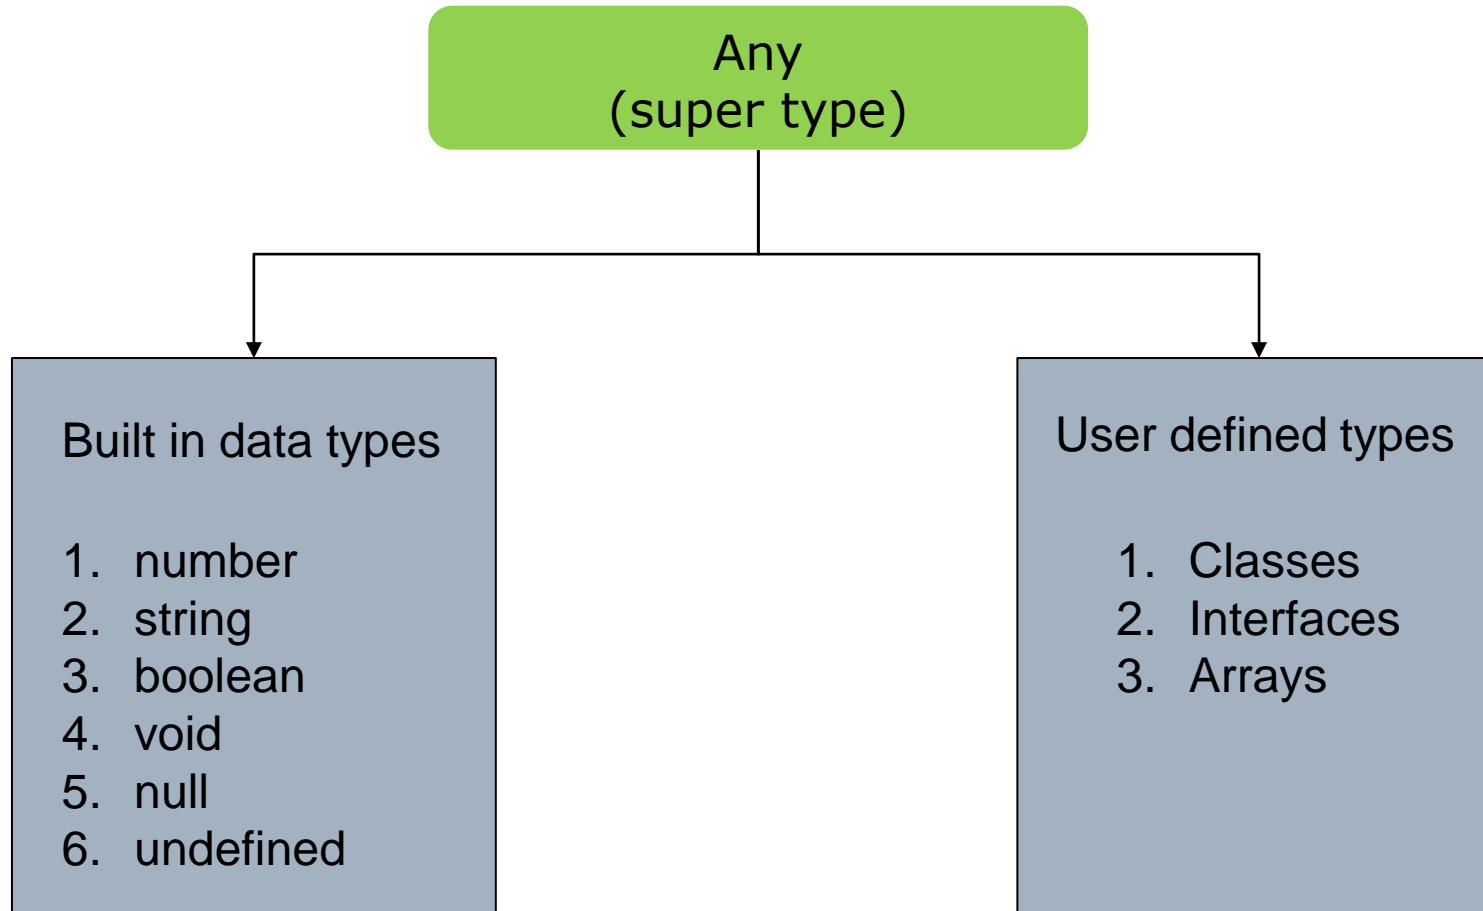 Any
(super type)
Built in data types
1. number
2. string
3. boolean
4. void
5. null
6. undefined
User defined types
1. Classes
2. Interfaces
3. Arrays